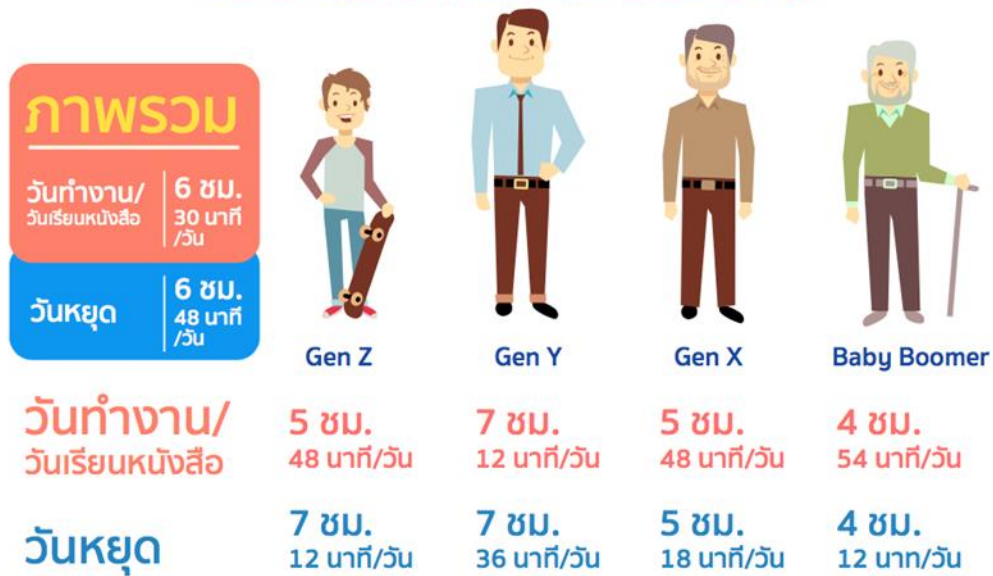 ภาพรวม
วันทำงาน/
วันเรียนหนังสือ
6 ชม.
30 นาที
/วัน
วันหยุด
6 ชม.
48 นาที
/วัน
Gen Z
Gen Y
Gen X
Baby Boomer
วันทำงาน/
วันเรียนหนังสือ
5 ชม.
48 นาที/วัน
7 ชม.
12 นาที/วัน
5 ชม.
48 นาที/วัน
4 ชม.
54 นาที/วัน
วันหยุด
7 ชม.
12 นาที/วัน
7 ชม.
36 นาที/วัน
5 ชม.
18 นาที/วัน
4 ชม.
12 นาท/วัน